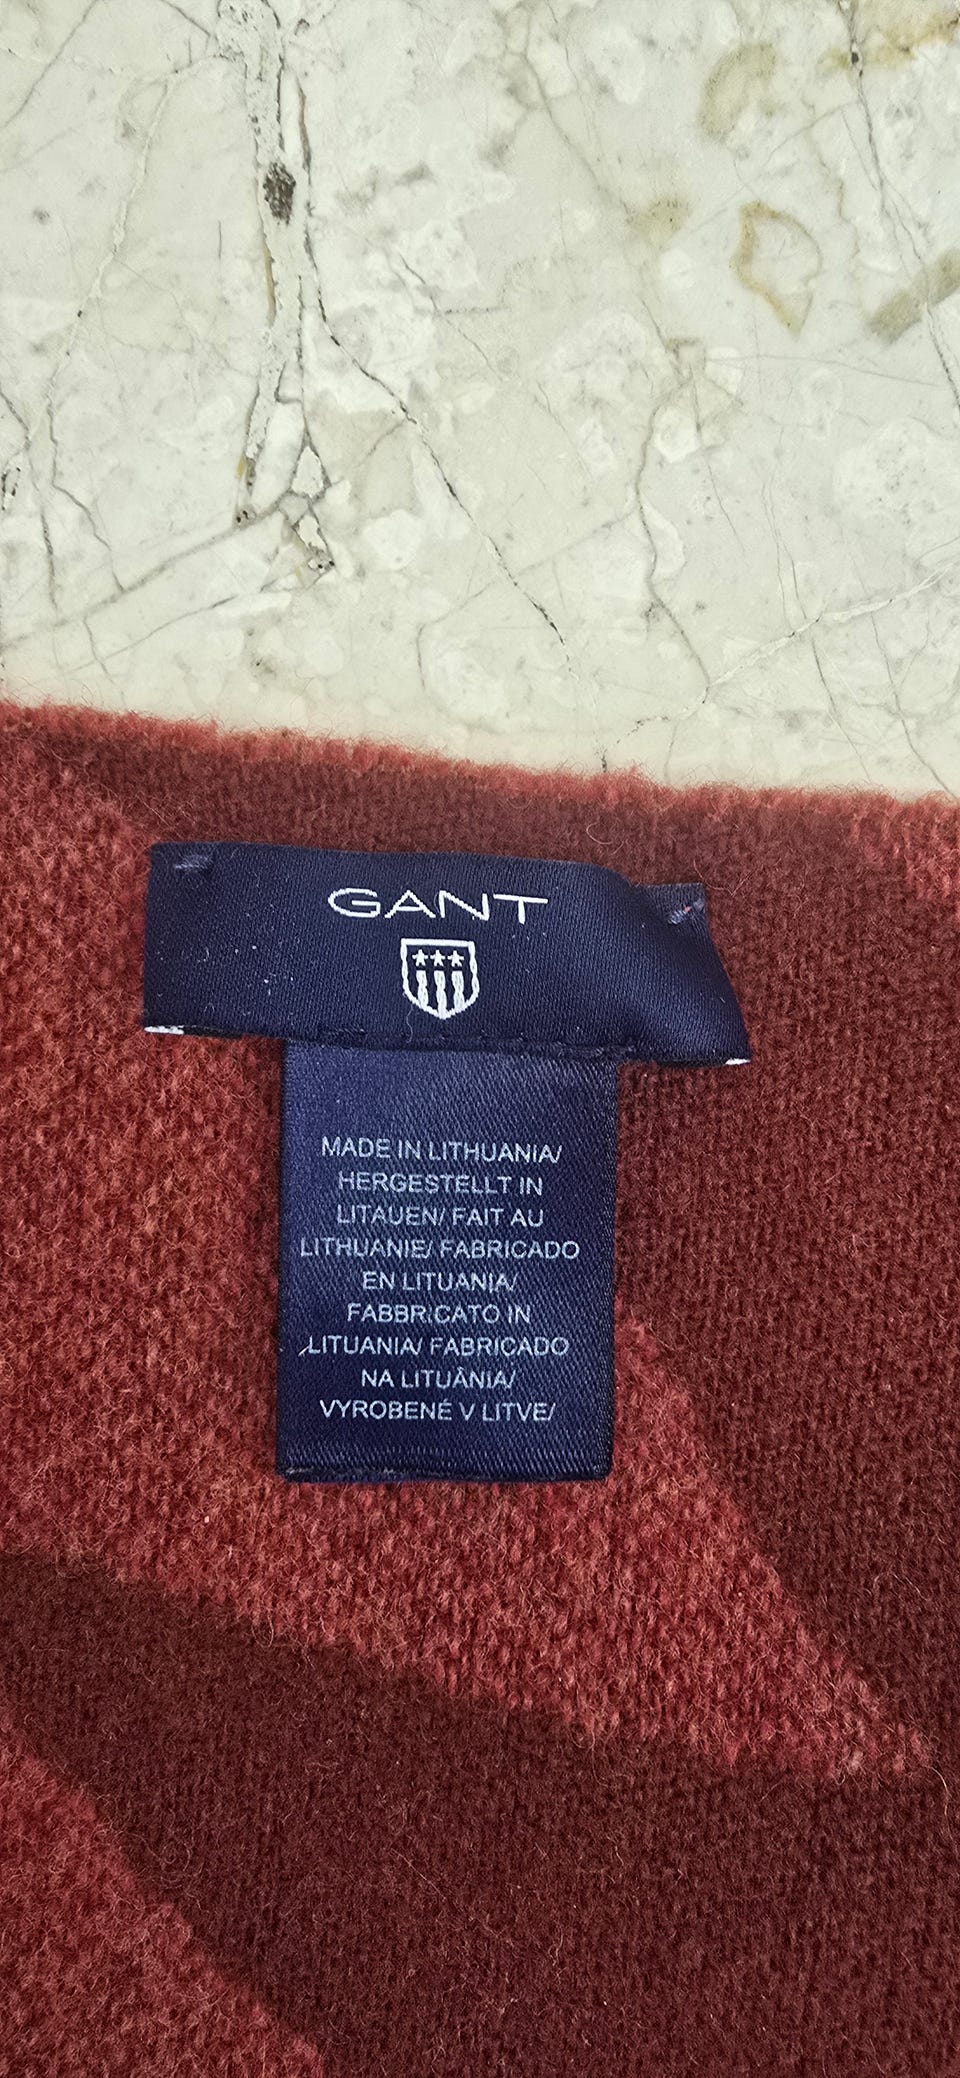 GANT
MADE IN LITHUANIA/
HERGESTELLT IN
LITAUEN/ FAIT AU
LITHUANIE/ FABRICADO
EN LITUANIA/
FABBRICATO IN
LITUANIA/ FABRICADO
NA LITUÂNIA/
VYROBENÉ V LITVE/